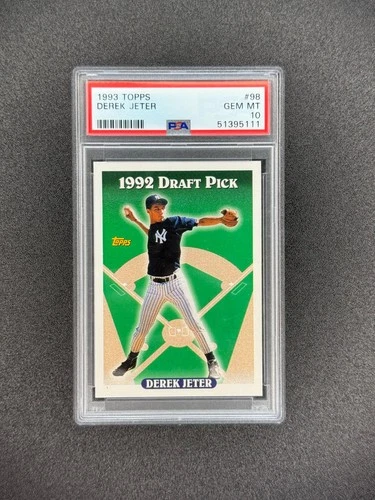 1993 TOPPS #98
DEREK JETER GEM MT
10
PSA 51395111
1992 DRAFT PICK
NY
Topps
DEREK JETER